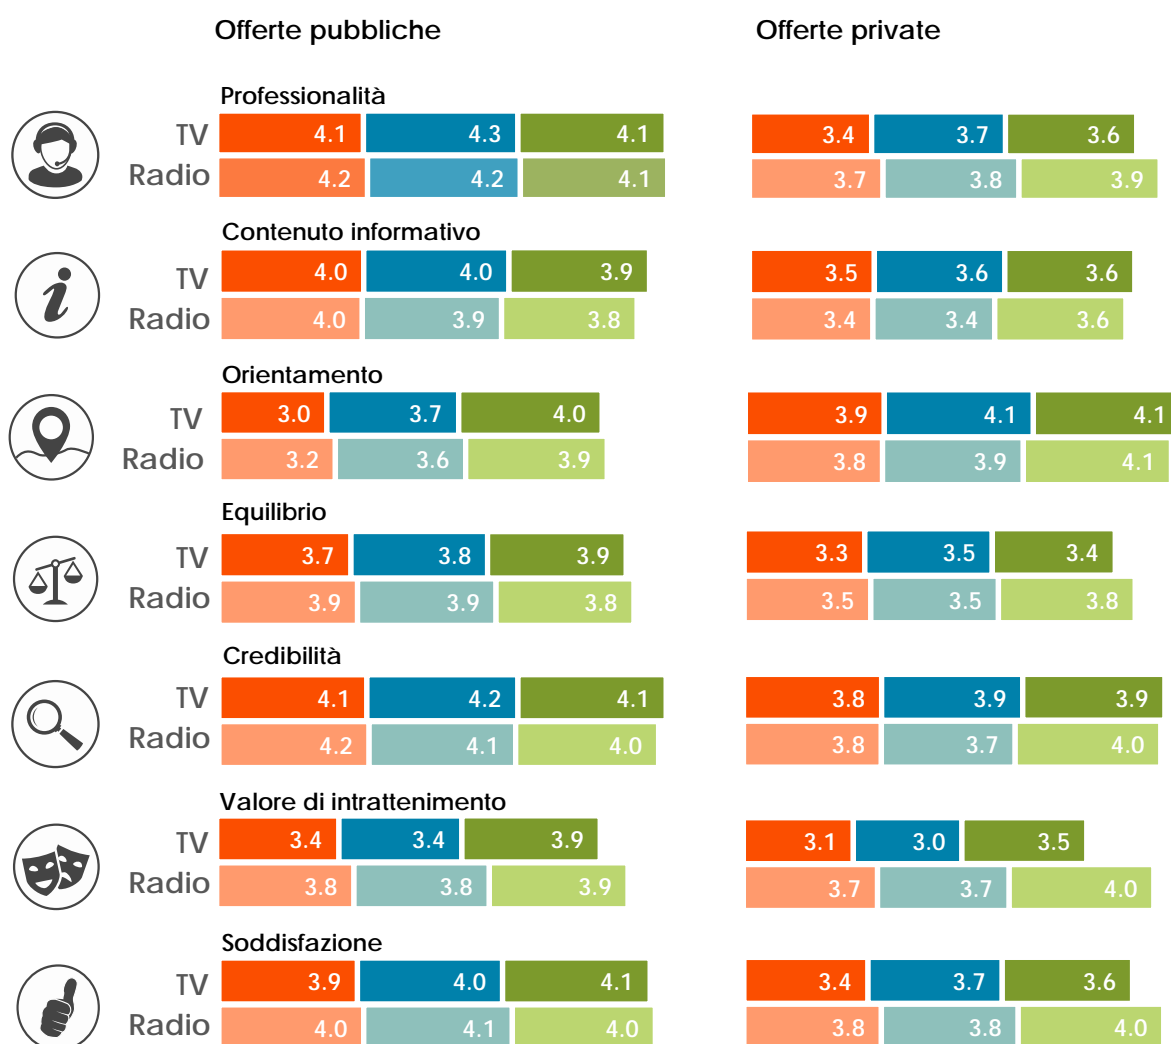 Offerte pubbliche Offerte private
Professionalità
TV 4.1 4.3 4.1 3.4 3.7 3.6
Radio 4.2 4.2 4.1 3.7 3.8 3.9
Contenuto informativo
TV 4.0 4.0 3.9 3.5 3.6 3.6
Radio 4.0 3.9 3.8 3.4 3.4 3.6
Orientamento
TV 3.0 3.7 4.0 3.9 4.1 4.1
Radio 3.2 3.6 3.9 3.8 3.9 4.1
Equilibrio
TV 3.7 3.8 3.9 3.3 3.5 3.4
Radio 3.9 3.9 3.8 3.5 3.5 3.8
Credibilità
TV 4.1 4.2 4.1 3.8 3.9 3.9
Radio 4.2 4.1 4.0 3.8 3.7 4.0
Valore di intrattenimento
TV 3.4 3.4 3.9 3.1 3.0 3.5
Radio 3.8 3.8 3.9 3.7 3.7 4.0
Soddisfazione
TV 3.9 4.0 4.1 3.4 3.7 3.6
Radio 4.0 4.1 4.0 3.8 3.8 4.0